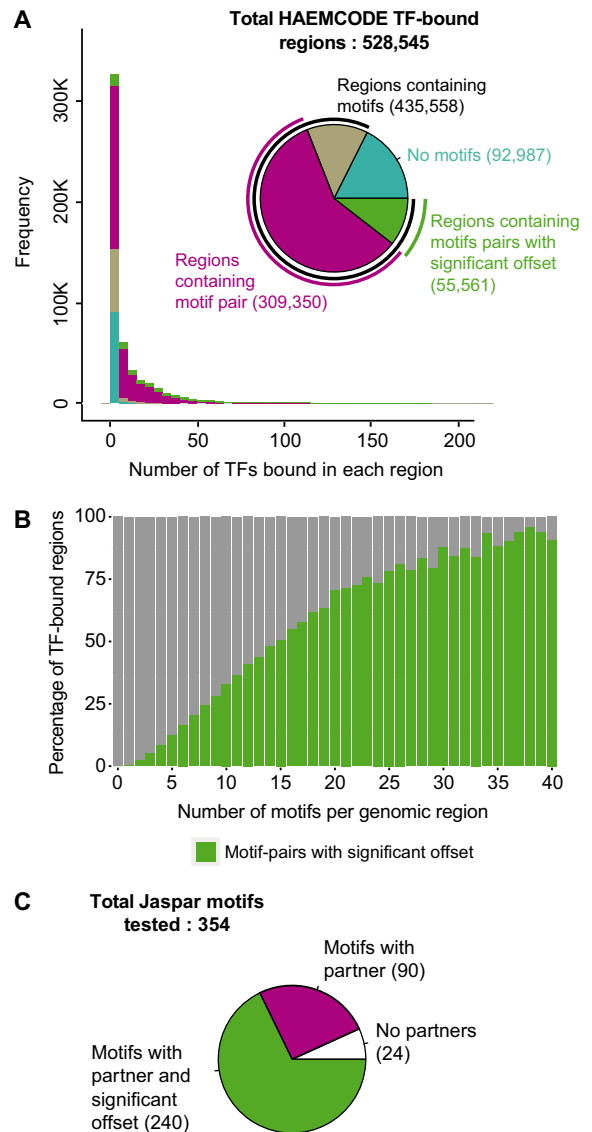 A
Total HAEMCODE TF-bound
regions : 528,545
Frequency
300K
200K
100K
0
Regions containing
motifs (435,558)
No motifs (92,987)
Regions containing
motifs pairs with
significant offset
(55,561)
Regions
containing
motif pair (309,350)
0
50
100
150
200
Number of TFs bound in each region
B
Percentage of TF-bound regions
100
75
50
25
0
0
5
10
15
20
25
30
35
40
Number of motifs per genomic region
Motif-pairs with significant offset
C
Total Jaspar motifs
tested : 354
Motifs with
partner (90)
No partners
(24)
Motifs with
partner and
significant
offset (240)